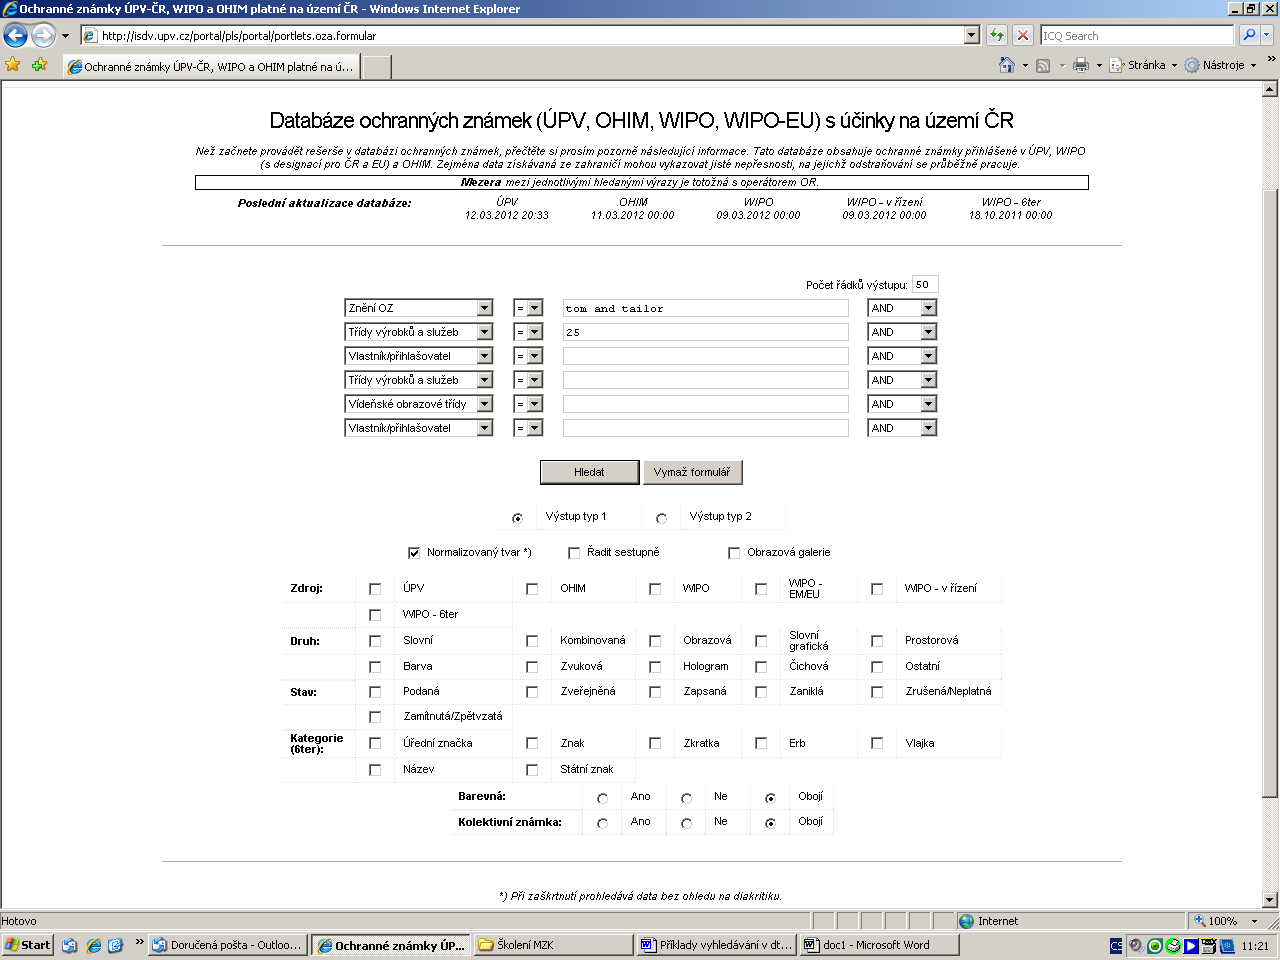 Ochranné známky ÚPV-ČR, WIPO a OHIM platné na území ČR - Windows Internet Explorer
http://isdv.upv.cz/portal/pls/portal/portlets.oza.formular
ICQ Search
Ochranné známky ÚPV-ČR, WIPO a OHIM platné na ú...
Stránka
Nástroje
»
Databáze ochranných známek (ÚPV, OHIM, WIPO, WIPO-EU) s účinky na území ČR
Než začnete provádět rešerše v databázi ochranných známek, přečtěte si prosím pozorně následující informace. Tato databáze obsahuje ochranné známky přihlášené v ÚPV, WIPO
(s designací pro ČR a EU) a OHIM. Zejména data získávaná ze zahraničí mohou vykazovat jisté nepřesnosti, na jejichž odstraňování se průběžně pracuje.
Mezera mezi jednotlivými hledanými výrazy je totožná s operátorem OR.
Poslední aktualizace databáze: ÚPV OHIM WIPO WIPO - v řízení WIPO - 6ter
12.03.2012 20:33 11.03.2012 00:00 09.03.2012 00:00 09.03.2012 00:00 18.10.2011 00:00
Počet řádků výstupu: 50
Znění OZ = tom and tailor AND
Třídy výrobků a služeb = 25 AND
Vlastník/přihlašovatel = AND
Třídy výrobků a služeb = AND
Vídeňské obrazové třídy = AND
Vlastník/přihlašovatel = AND
Hledat Vymaž formulář
Výstup typ 1 Výstup typ 2
Normalizovaný tvar *) Řadit sestupně Obrazová galerie
Zdroj: ÚPV OHIM WIPO WIPO - EM/EU WIPO - v řízení
WIPO - 6ter
Druh: Slovní Kombinovaná Obrazová Slovní grafická Prostorová
Barva Zvuková Hologram Čichová Ostatní
Stav: Podaná Zveřejněná Zapsaná Zaniklá Zrušená/Neplatná
Zamítnutá/Zpětvzatá
Kategorie (6ter): Úřední značka Znak Zkratka Erb Vlajka
Název Státní znak
Barevná: Ano Ne Obojí
Kolektivní známka: Ano Ne Obojí
*) Při zaškrtnutí prohledává data bez ohledu na diakritiku.
Hotovo Internet 100%
Start » Doručená pošta - Outloo... Ochranné známky ÚP... Školení MZK Příklady vyhledávání v dt... doc1 - Microsoft Word CS 11:21